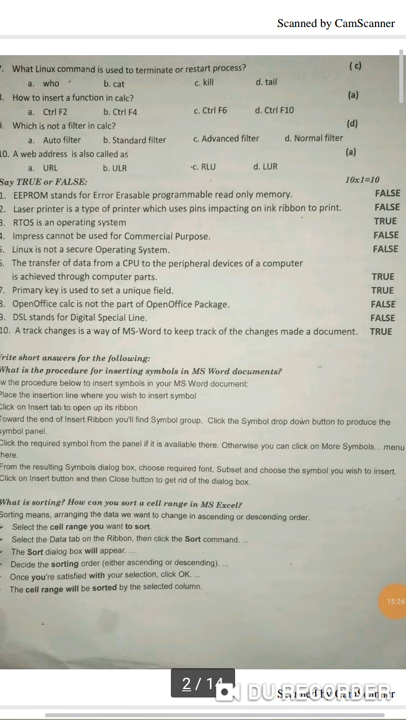 Scanned by CamScanner
. What Linux command is used to terminate or restart process? (c)
a. who b. cat c. kill d. tail
. How to insert a function in calc? (a)
a. Ctrl F2 b. Ctrl F4 c. Ctrl F6 d. Ctrl F10
. Which is not a filter in calc? (d)
a. Auto filter b. Standard filter c. Advanced filter d. Normal filter
10. A web address is also called as (a)
a. URL b. ULR c. RLU d. LUR
Say TRUE or FALSE: 10x1=10
1. EEPROM stands for Error Erasable programmable read only memory. FALSE
2. Laser printer is a type of printer which uses pins impacting on ink ribbon to print. FALSE
3. RTOS is an operating system TRUE
4. Impress cannot be used for Commercial Purpose. FALSE
5. Linux is not a secure Operating System. FALSE
6. The transfer of data from a CPU to the peripheral devices of a computer
is achieved through computer parts. TRUE
7. Primary key is used to set a unique field. TRUE
8. OpenOffice calc is not the part of OpenOffice Package. FALSE
9. DSL stands for Digital Special Line. FALSE
10. A track changes is a way of MS-Word to keep track of the changes made a document. TRUE
rite short answers for the following:
What is the procedure for inserting symbols in MS Word documents?
w the procedure below to insert symbols in your MS Word document:
Place the insertion line where you wish to insert symbol
Click on Insert tab to open up its ribbon
Toward the end of Insert Ribbon you'll find Symbol group. Click the Symbol drop down button to produce the
symbol panel.
Click the required symbol from the panel if it is available there. Otherwise you can click on More Symbols... menu
there.
From the resulting Symbols dialog box, choose required font, Subset and choose the symbol you wish to insert.
Click on Insert button and then Close button to get rid of the dialog box.
What is sorting? How can you sort a cell range in MS Excel?
Sorting means, arranging the data we want to change in ascending or descending order.
Select the cell range you want to sort.
Select the Data tab on the Ribbon, then click the Sort command. ...
The Sort dialog box will appear. ...
Decide the sorting order (either ascending or descending). ...
Once you're satisfied with your selection, click OK. ...
The cell range will be sorted by the selected column.
15:24
2 / 14
DU RECORDER